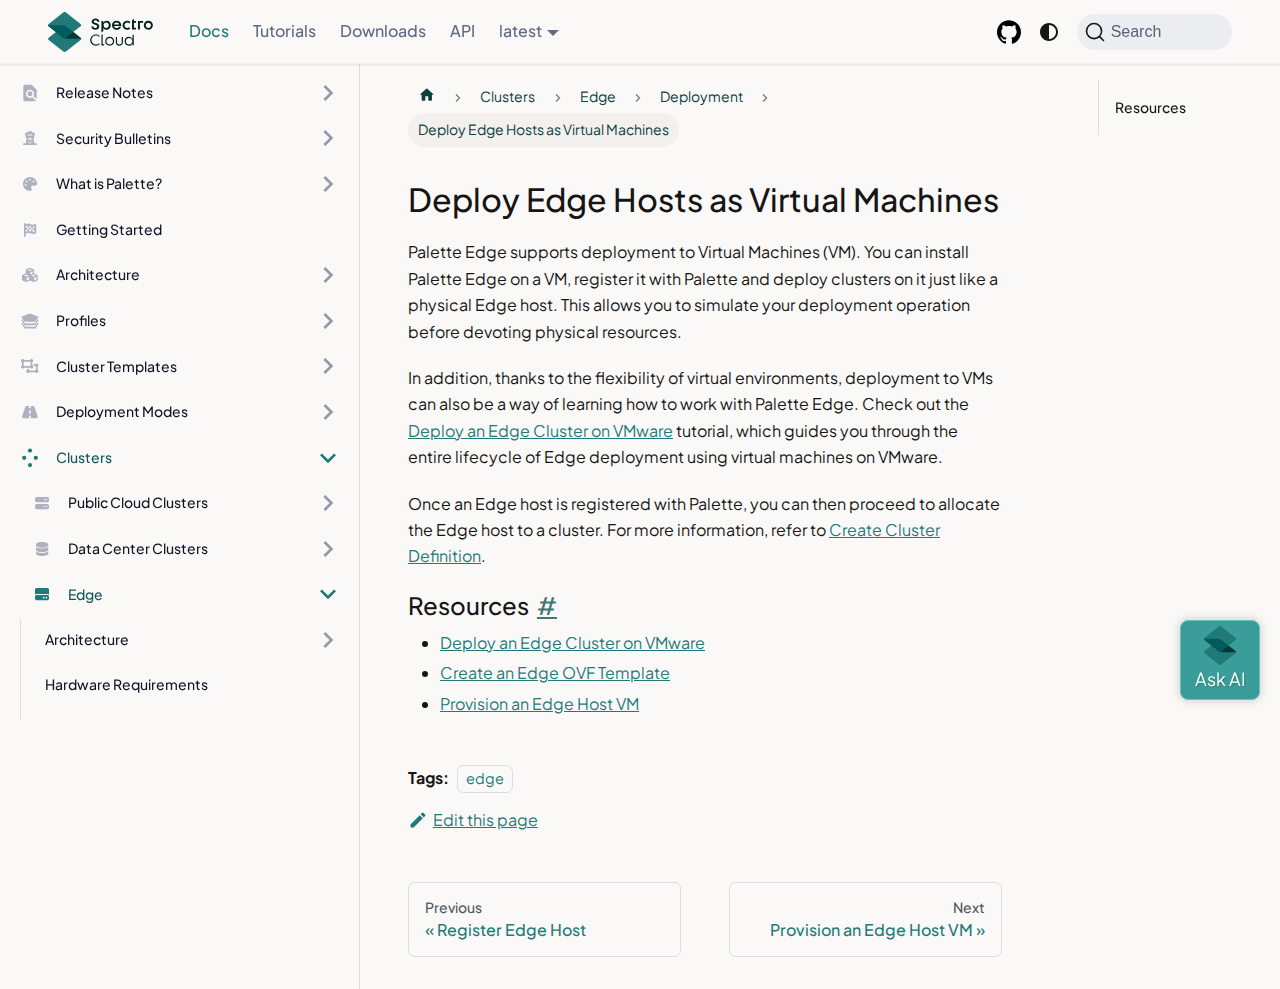 Spectro Cloud
Docs
Tutorials
Downloads
API
latest
Search
Release Notes
Security Bulletins
What is Palette?
Getting Started
Architecture
Profiles
Cluster Templates
Deployment Modes
Clusters
Public Cloud Clusters
Data Center Clusters
Edge
Architecture
Hardware Requirements
Clusters
Edge
Deployment
Deploy Edge Hosts as Virtual Machines
Deploy Edge Hosts as Virtual Machines
Palette Edge supports deployment to Virtual Machines (VM). You can install
Palette Edge on a VM, register it with Palette and deploy clusters on it just like a
physical Edge host. This allows you to simulate your deployment operation
before devoting physical resources.
In addition, thanks to the flexibility of virtual environments, deployment to VMs
can also be a way of learning how to work with Palette Edge. Check out the
Deploy an Edge Cluster on VMware tutorial, which guides you through the
entire lifecycle of Edge deployment using virtual machines on VMware.
Once an Edge host is registered with Palette, you can then proceed to allocate
the Edge host to a cluster. For more information, refer to Create Cluster
Definition.
Resources #
Deploy an Edge Cluster on VMware
Create an Edge OVF Template
Provision an Edge Host VM
Tags: edge
Edit this page
Previous
« Register Edge Host
Next
Provision an Edge Host VM »
Resources
Ask AI